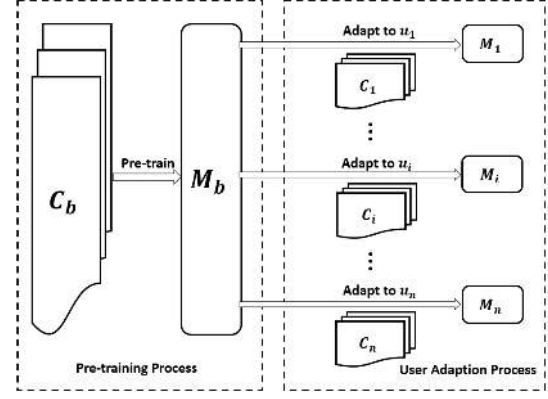 C_b
Pre-train
M_b
Pre-training Process
Adapt to u_1
C_1
M_1
⋮
Adapt to u_i
C_i
M_i
⋮
Adapt to u_n
C_n
M_n
User Adaption Process